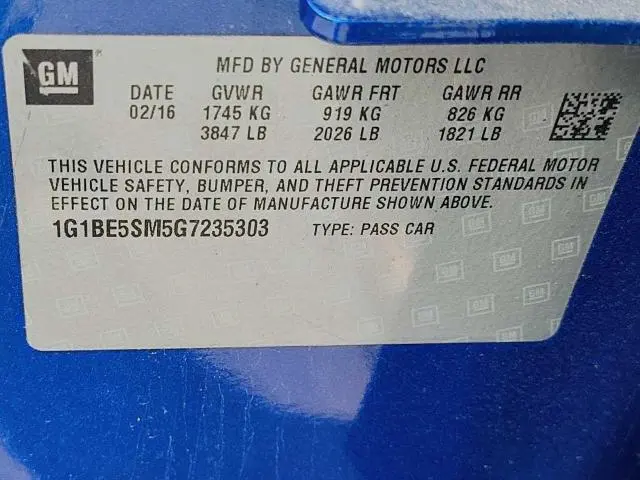 GM
MFD BY GENERAL MOTORS LLC
DATE GVWR GAWR FRT GAWR RR
02/16 1745 KG 919 KG 826 KG
3847 LB 2026 LB 1821 LB
THIS VEHICLE CONFORMS TO ALL APPLICABLE U.S. FEDERAL MOTOR
VEHICLE SAFETY, BUMPER, AND THEFT PREVENTION STANDARDS IN
EFFECT ON THE DATE OF MANUFACTURE SHOWN ABOVE.
1G1BE5SM5G7235303 TYPE: PASS CAR